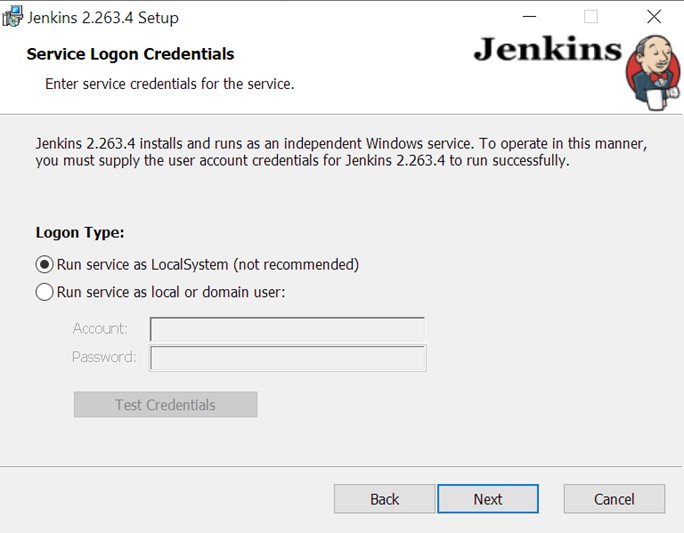 Jenkins 2.263.4 Setup
Service Logon Credentials
Jenkins
Enter service credentials for the service.
Jenkins 2.263.4 installs and runs as an independent Windows service. To operate in this manner,
you must supply the user account credentials for Jenkins 2.263.4 to run successfully.
Logon Type:
Run service as LocalSystem (not recommended)
Run service as local or domain user:
Account:
Password:
Test Credentials
Back Next Cancel